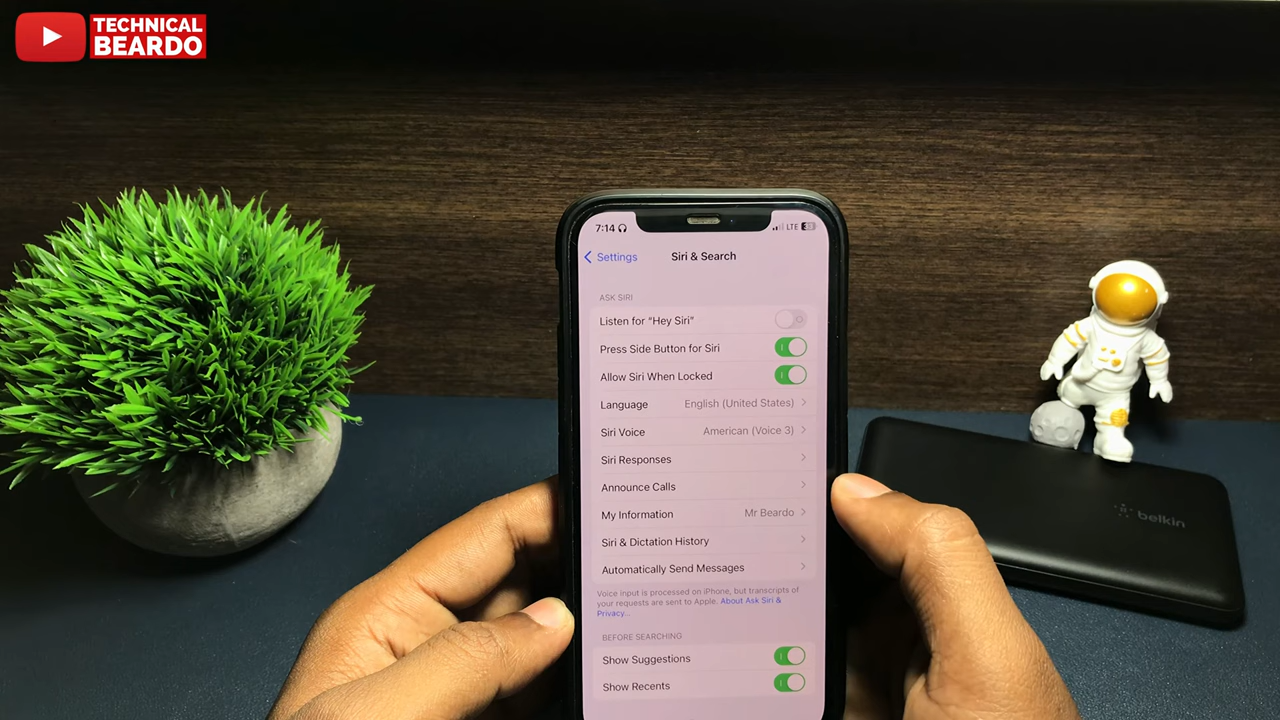 TECHNICAL
BEARDO
7:14
LTE
Settings
Siri & Search
ASK SIRI
Listen for “Hey Siri”
Press Side Button for Siri
Allow Siri When Locked
Language English (United States)
Siri Voice American (Voice 3)
Siri Responses
Announce Calls
My Information Mr Beardo
Siri & Dictation History
Automatically Send Messages
Voice input is processed on iPhone, but transcripts of
your requests are sent to Apple. About Ask Siri &
Privacy...
BEFORE SEARCHING
Show Suggestions
Show Recents
belkin